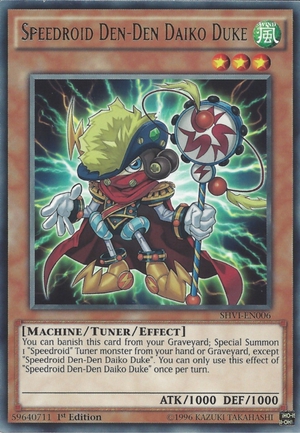 SPEEDROID DEN-DEN DAIKO DUKE
WIND
風
SHVI-EN006
[MACHINE/TUNER/EFFECT]
You can banish this card from your Graveyard; Special Summon
1 "Speedroid" Tuner monster from your hand or Graveyard, except
"Speedroid Den-Den Daiko Duke". You can only use this effect of
"Speedroid Den-Den Daiko Duke" once per turn.
ATK/1000 DEF/1000
59640711 1st Edition ©1996 KAZUKI TAKAHASHI